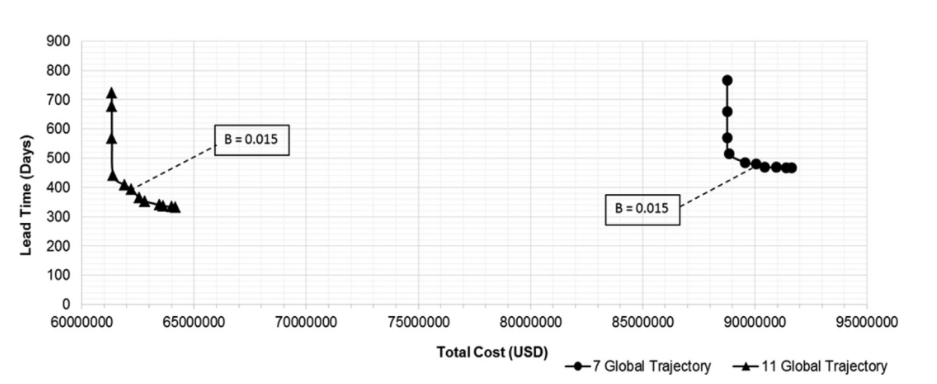 900
800
700
600
500
400
300
200
100
0
Lead Time (Days)
B = 0.015
B = 0.015
60000000 65000000 70000000 75000000 80000000 85000000 90000000 95000000
Total Cost (USD)
7 Global Trajectory 11 Global Trajectory